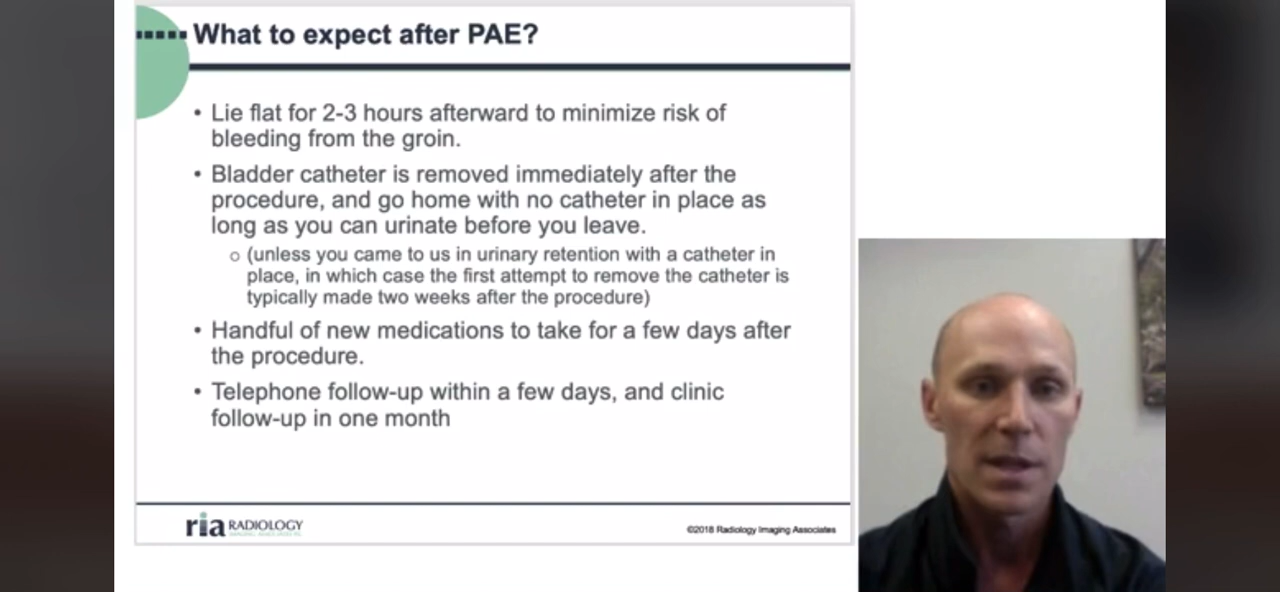 What to expect after PAE?
• Lie flat for 2-3 hours afterward to minimize risk of
bleeding from the groin.
• Bladder catheter is removed immediately after the
procedure, and go home with no catheter in place as
long as you can urinate before you leave.
o (unless you came to us in urinary retention with a catheter in
place, in which case the first attempt to remove the catheter is
typically made two weeks after the procedure)
• Handful of new medications to take for a few days after
the procedure.
• Telephone follow-up within a few days, and clinic
follow-up in one month
ria RADIOLOGY
©2018 Radiology Imaging Associates